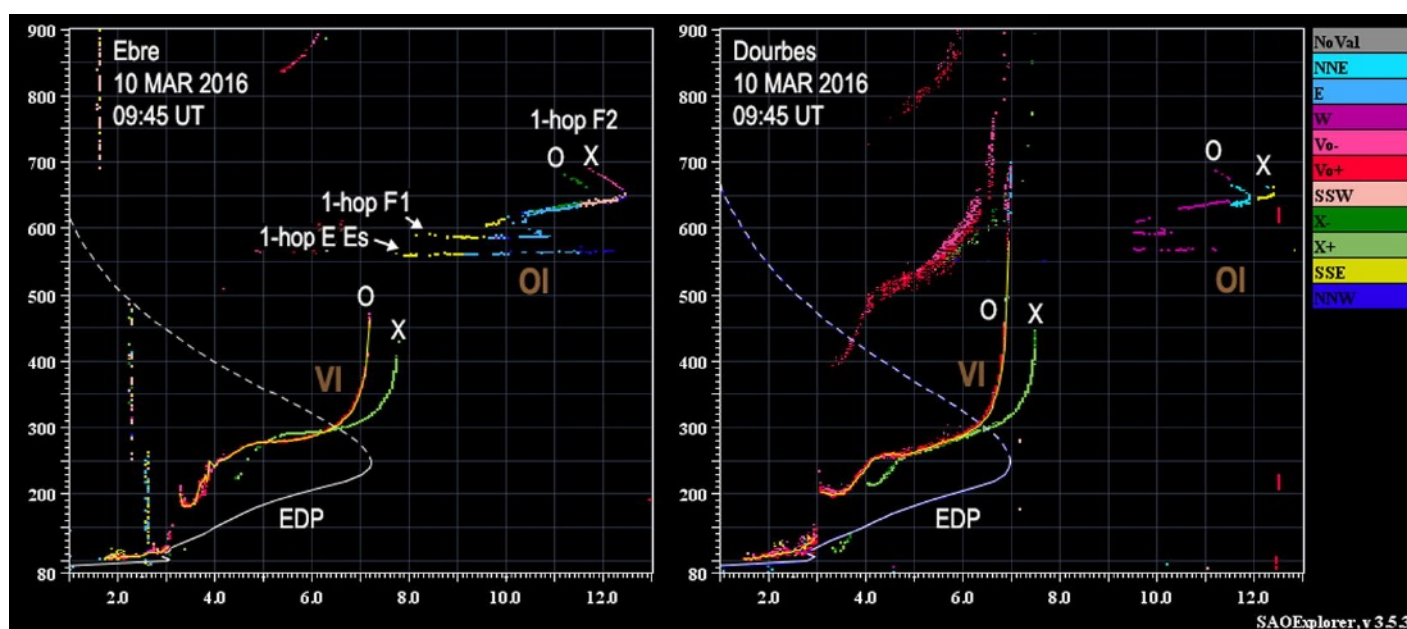 900
800
700
600
500
400
300
200
80
2.0 4.0 6.0 8.0 10.0 12.0
Ebre
10 MAR 2016
09:45 UT
1-hop F2
O X
1-hop F1
1-hop E Es
OI
O
X
VI
EDP
900
800
700
600
500
400
300
200
80
2.0 4.0 6.0 8.0 10.0 12.0
Dourbes
10 MAR 2016
09:45 UT
O
X
OI
O
X
VI
EDP
NoVal
NNE
E
W
Vo-
Vo+
SSW
X-
X+
SSE
NNW
SAOExplorer, v 3.5.3